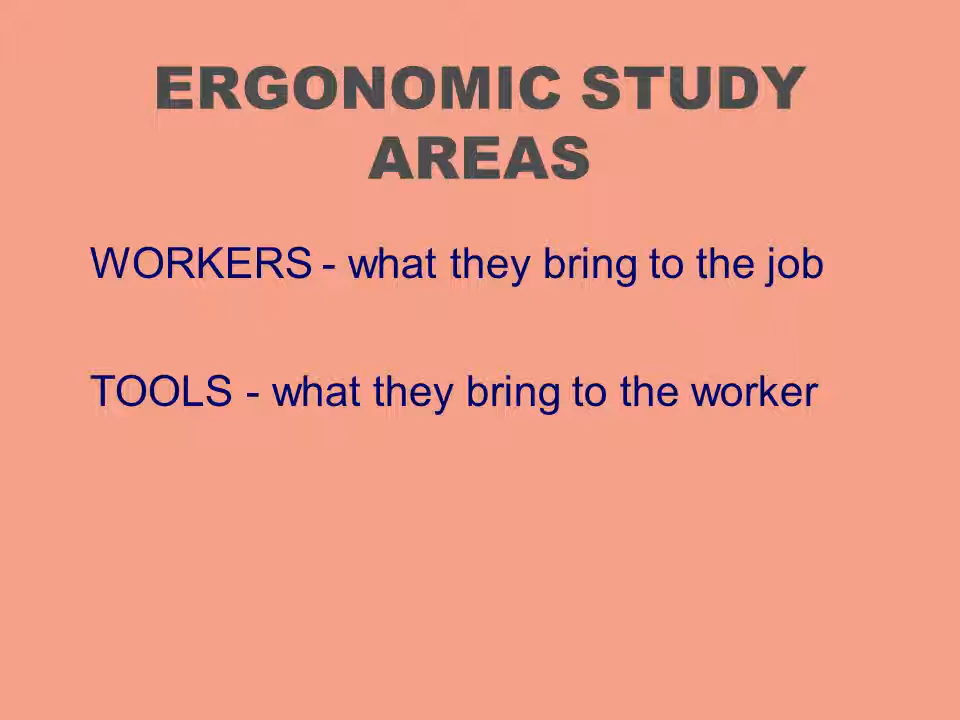 ERGONOMIC STUDY
AREAS
WORKERS - what they bring to the job
TOOLS - what they bring to the worker